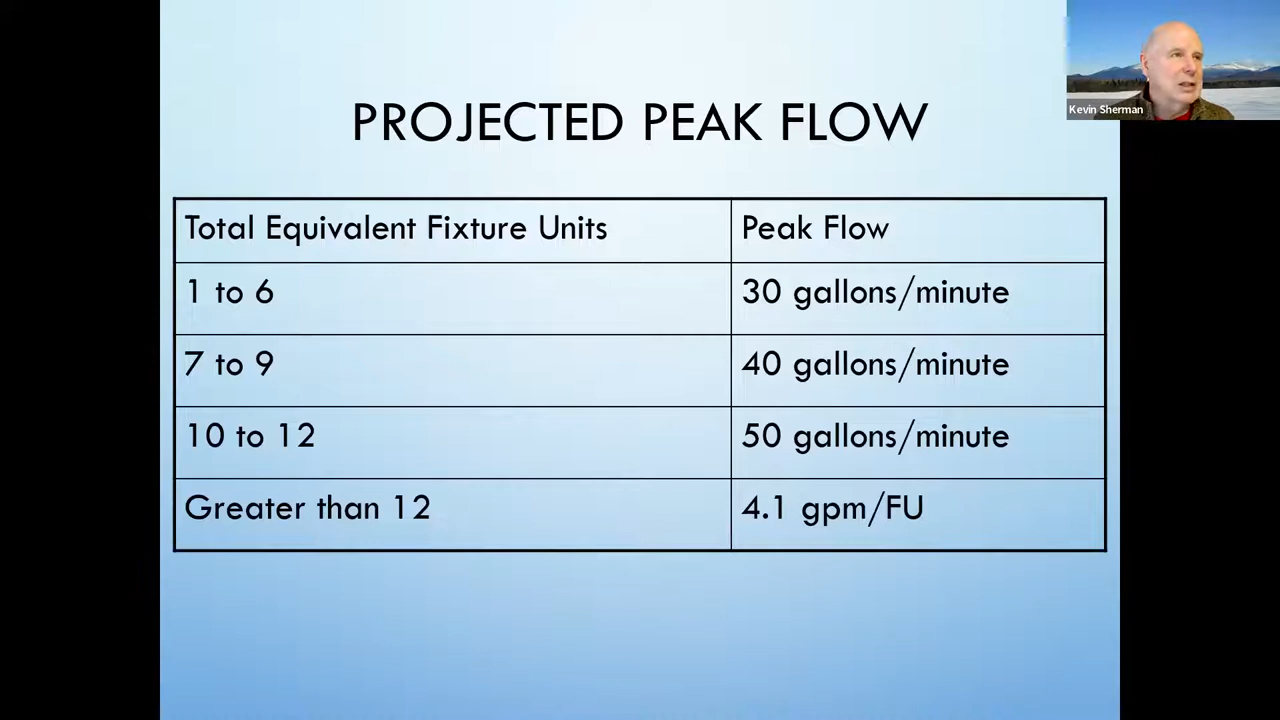 Kevin Sherman
PROJECTED PEAK FLOW
Total Equivalent Fixture Units Peak Flow
1 to 6 30 gallons/minute
7 to 9 40 gallons/minute
10 to 12 50 gallons/minute
Greater than 12 4.1 gpm/FU